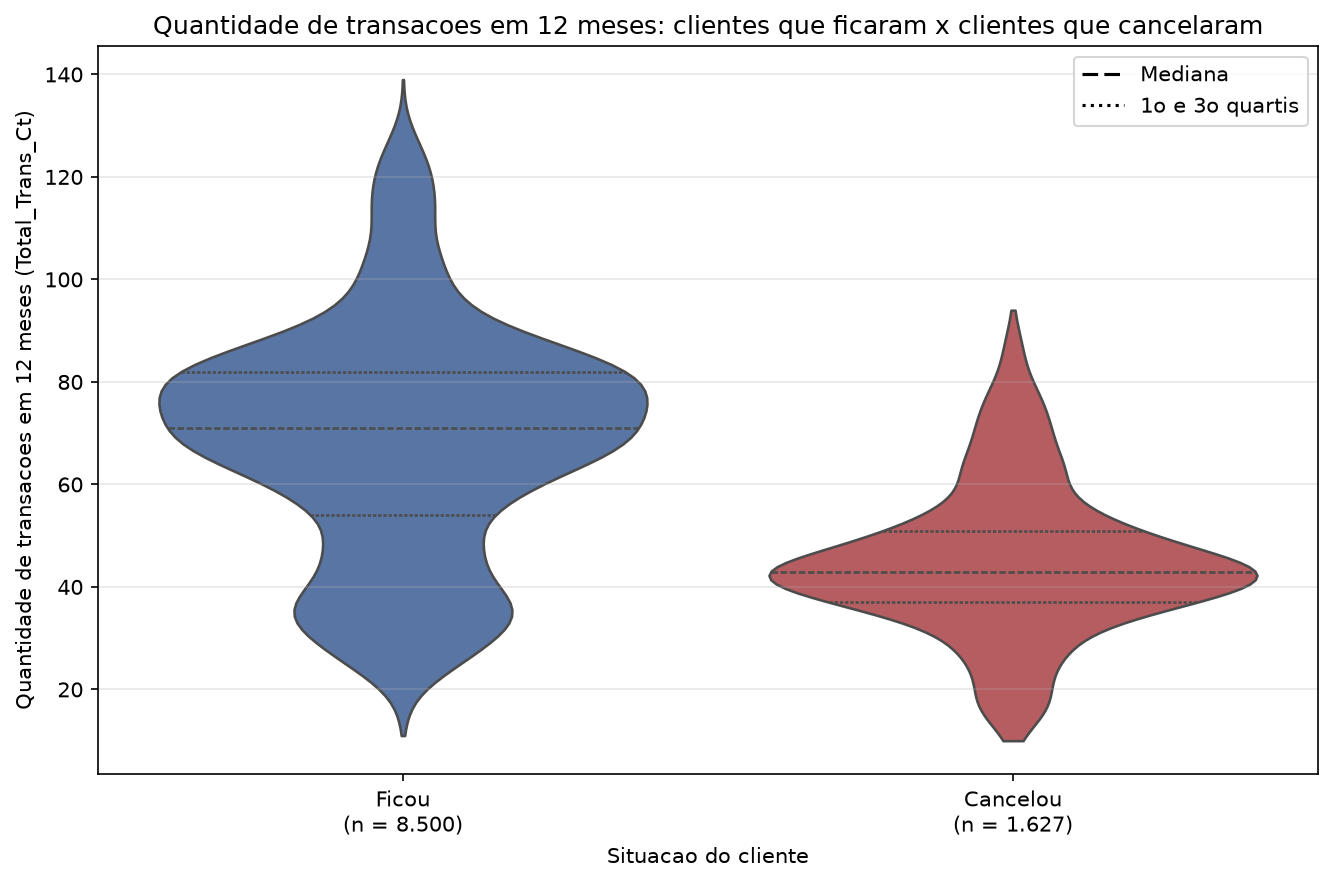 Quantidade de transacoes em 12 meses: clientes que ficaram x clientes que cancelaram
Mediana
1o e 3o quartis
Quantidade de transacoes em 12 meses (Total_Trans_Ct)
140
120
100
80
60
40
20
Ficou
(n = 8.500)
Cancelou
(n = 1.627)
Situacao do cliente